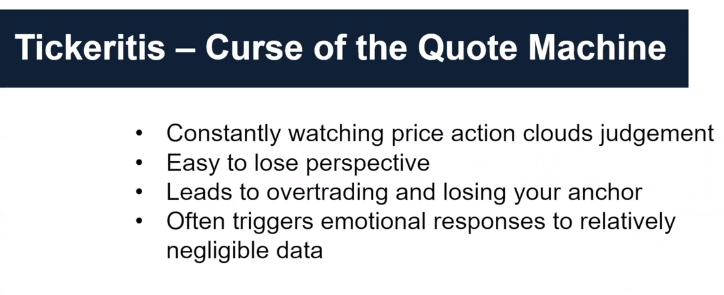 Tickeritis – Curse of the Quote Machine
• Constantly watching price action clouds judgement
• Easy to lose perspective
• Leads to overtrading and losing your anchor
• Often triggers emotional responses to relatively
negligible data